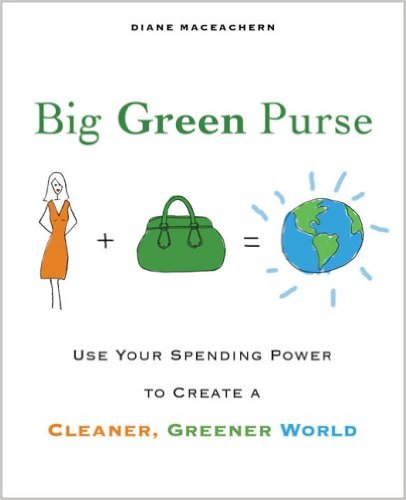 DIANE MACEACHERN
Big Green Purse
+ =
USE YOUR SPENDING POWER
TO CREATE A
CLEANER, GREENER WORLD